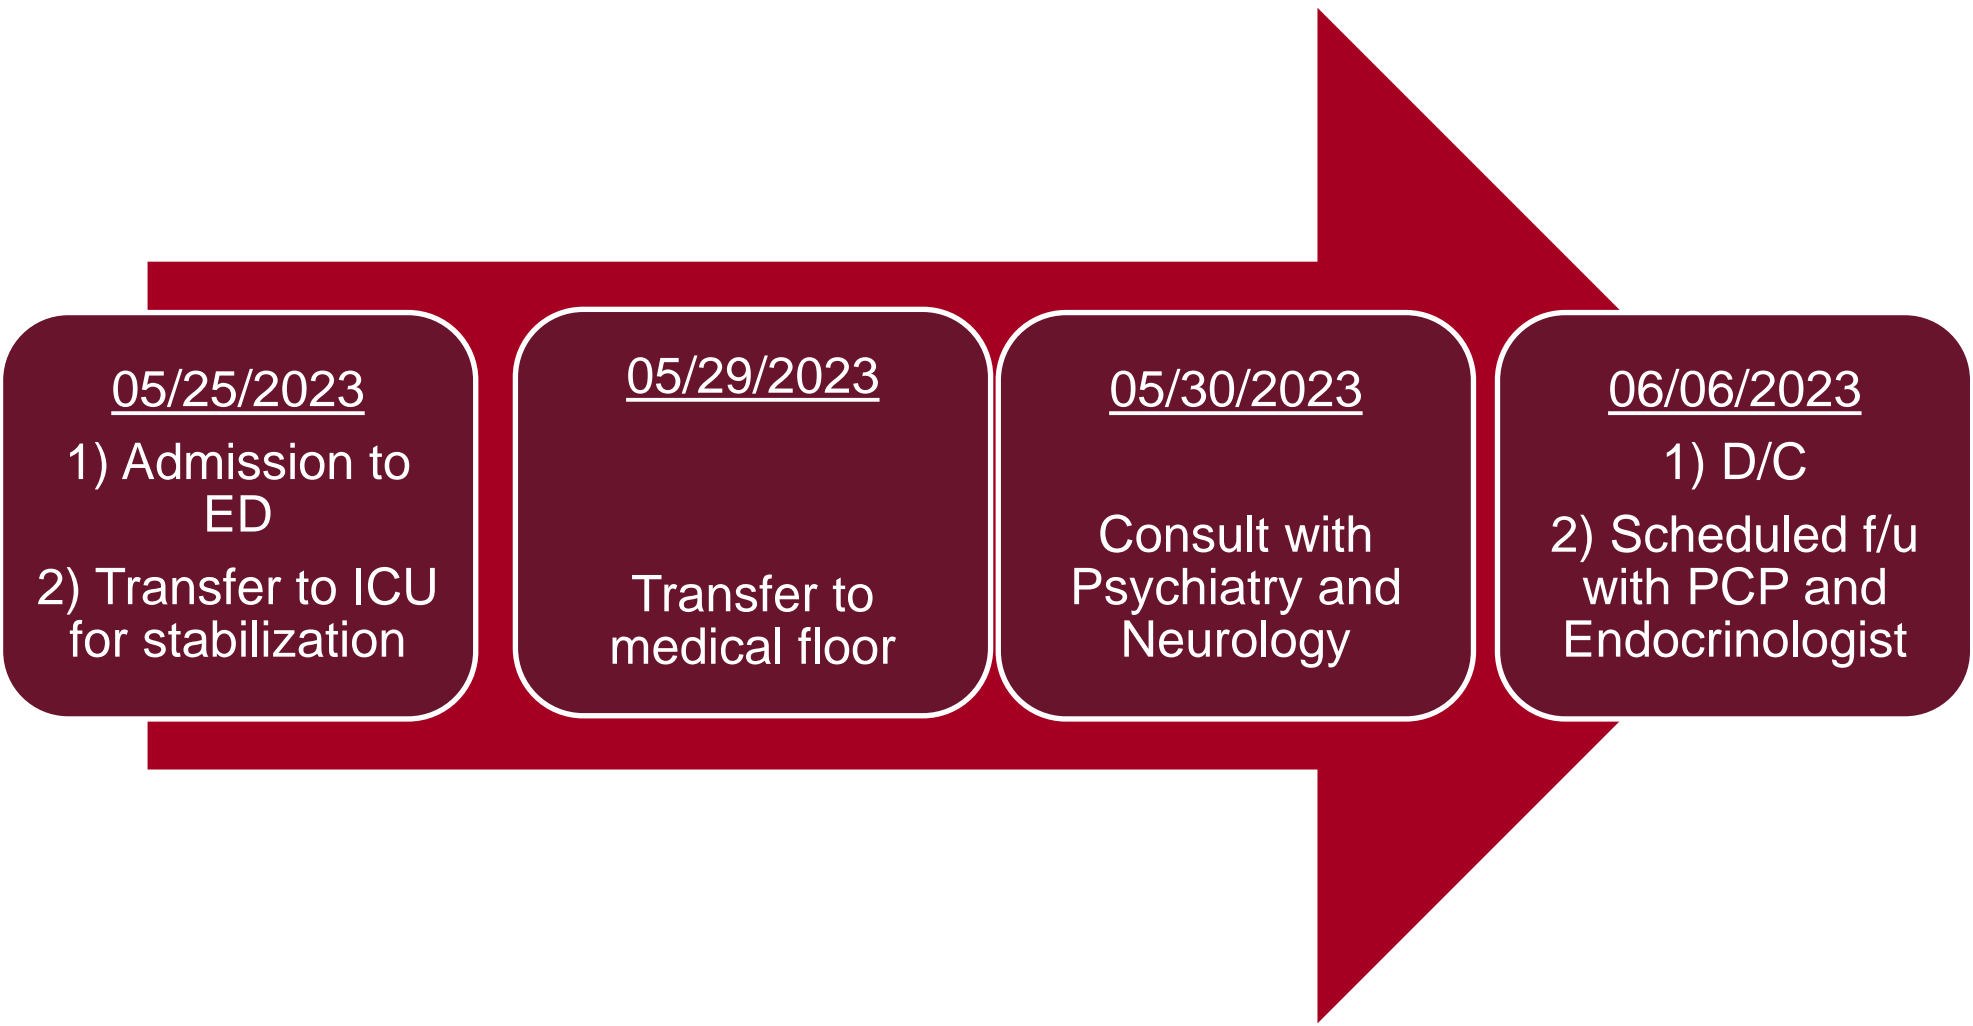 05/25/2023
1) Admission to
ED
2) Transfer to ICU
for stabilization
05/29/2023
Transfer to
medical floor
05/30/2023
Consult with
Psychiatry and
Neurology
06/06/2023
1) D/C
2) Scheduled f/u
with PCP and
Endocrinologist